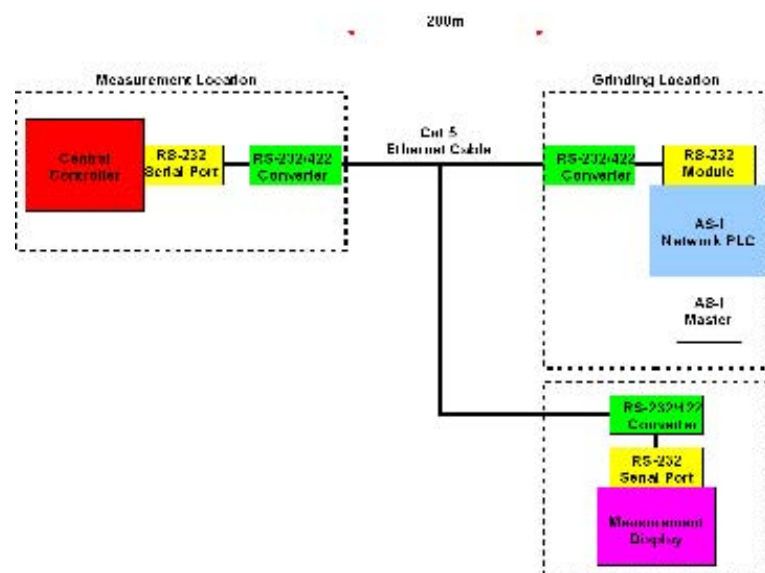 200m
Measurement Location
Grinding Location
Central
Controller
RS-232
Serial Port
RS-232/422
Converter
Cat 5
Ethernet Cable
RS-232/422
Converter
RS-232
Module
AS-I
Network PLC
AS-I
Master
RS-232/422
Converter
RS-232
Serial Port
Measurement
Display